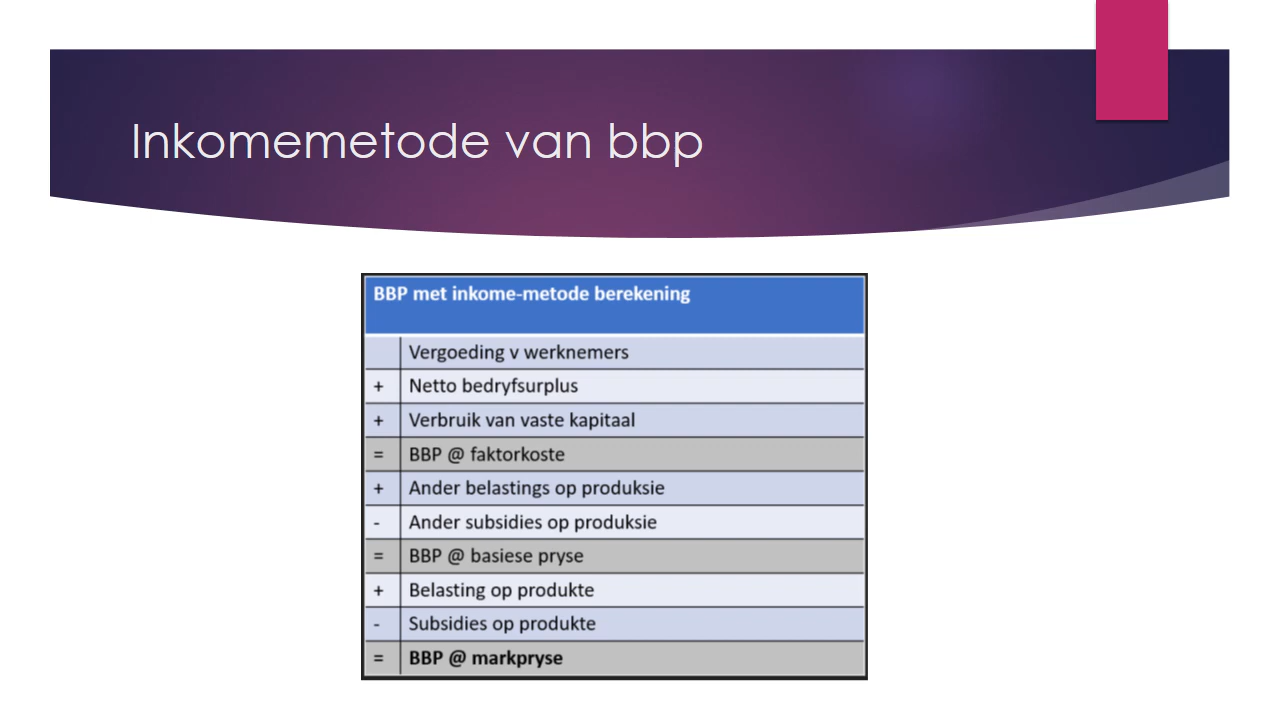 Inkomemetode van bbp
BBP met inkome-metode berekening
Vergoeding v werknemers
+ Netto bedryfsurplus
+ Verbruik van vaste kapitaal
= BBP @ faktorkoste
+ Ander belastings op produksie
- Ander subsidies op produksie
= BBP @ basiese pryse
+ Belasting op produkte
- Subsidies op produkte
= BBP @ markpryse